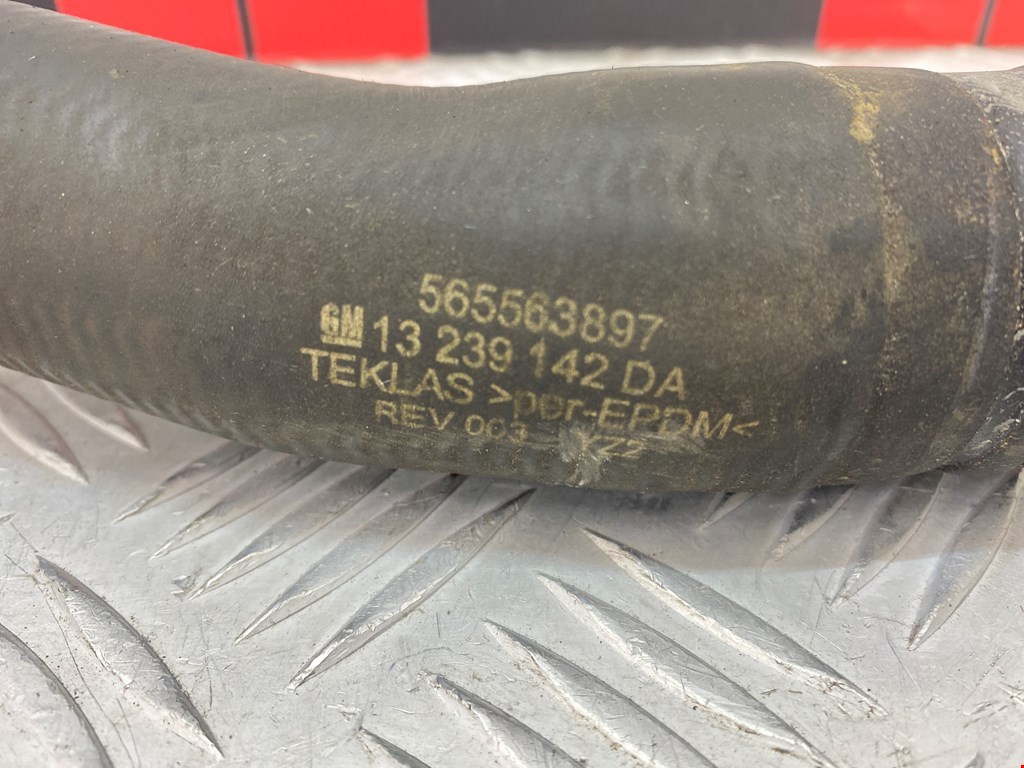 565563897
GM 13 239 142 DA
TEKLAS >per-EPDM<
REV 003